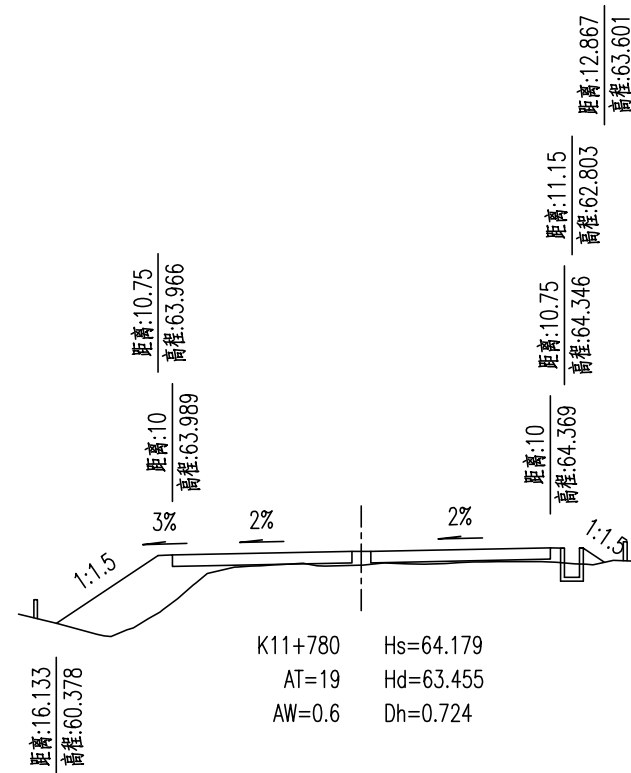 距离:12.867
高程:63.601
距离:11.15
高程:62.803
距离:10.75
高程:63.966
距离:10.75
高程:64.346
距离:10
高程:63.989
距离:10
高程:64.369
3%
2%
2%
1:1.5
1:1.5
K11+780
Hs=64.179
AT=19
Hd=63.455
AW=0.6
Dh=0.724
距离:16.133
高程:60.378